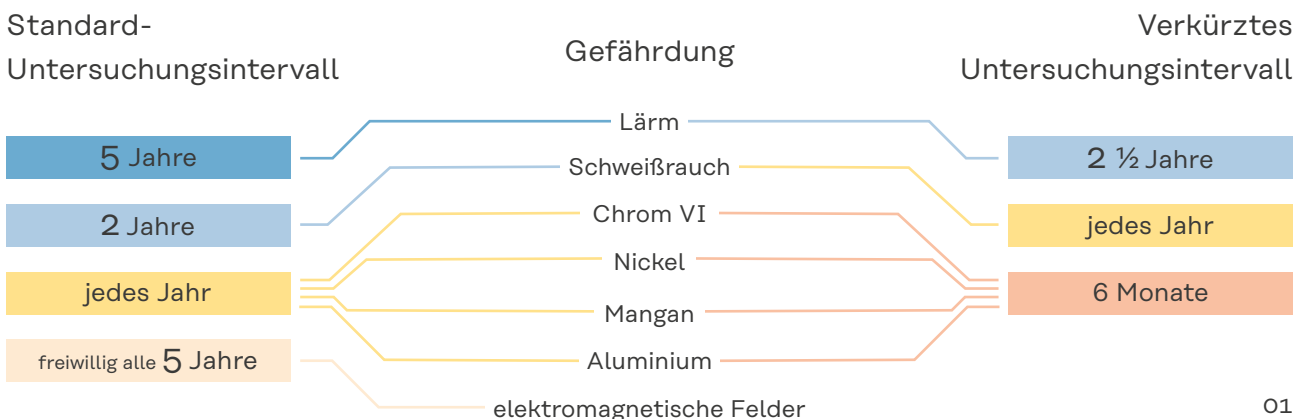 Standard-
Untersuchungsintervall
Gefährdung
Verkürztes
Untersuchungsintervall
5 Jahre
2 Jahre
jedes Jahr
freiwillig alle 5 Jahre
Lärm
Schweißrauch
Chrom VI
Nickel
Mangan
Aluminium
elektromagnetische Felder
2 ½ Jahre
jedes Jahr
6 Monate
01